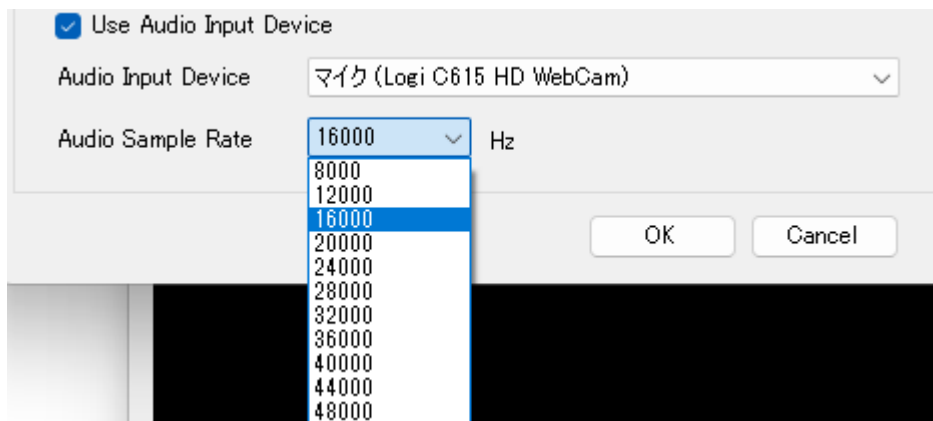 Use Audio Input Device
Audio Input Device マイク (Logi C615 HD WebCam)
Audio Sample Rate 16000 Hz
8000
12000
16000
20000
24000
28000
32000
36000
40000
44000
48000
OK Cancel